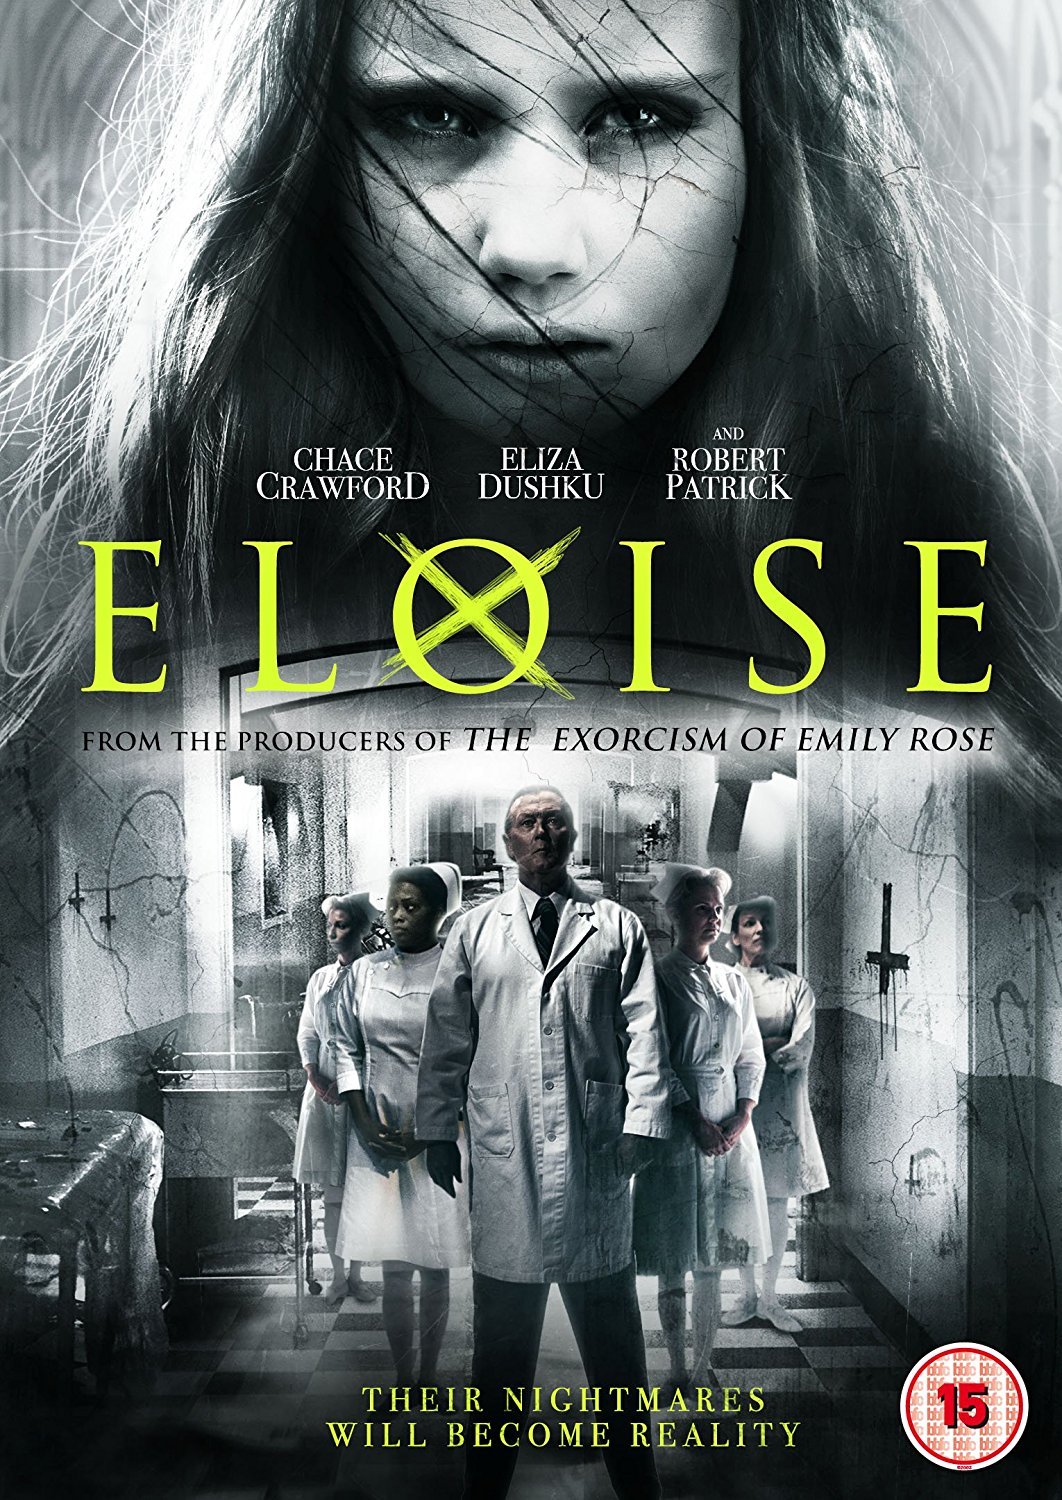 AND
CHACE ELIZA ROBERT
CRAWFORD DUSHKU PATRICK
ELOISE
FROM THE PRODUCERS OF THE EXORCISM OF EMILY ROSE
THEIR NIGHTMARES
WILL BECOME REALITY
15